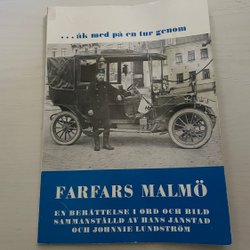 ...åk med på en tur genom
FARFARS MALMÖ
EN BERÄTTELSE I ORD OCH BILD
SAMMANSTÄLLD AV HANS JANSTAD
OCH JOHNNIE LUNDSTRÖM